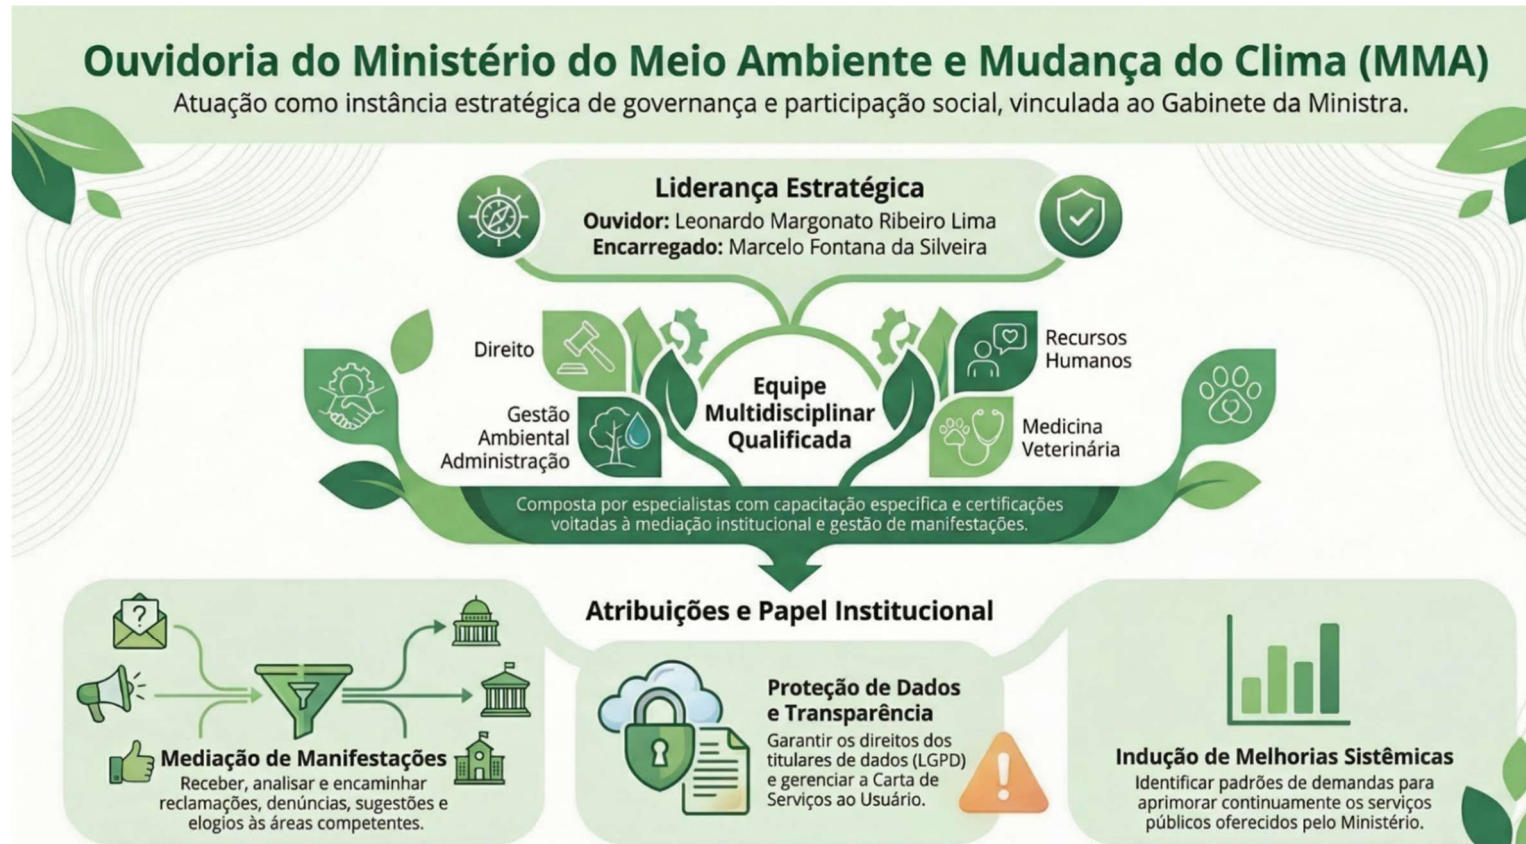 Ouvidoria do Ministério do Meio Ambiente e Mudança do Clima (MMA)
Atuação como instância estratégica de governança e participação social, vinculada ao Gabinete da Ministra.
Liderança Estratégica
Ouvidor: Leonardo Margonato Ribeiro Lima
Encarregado: Marcelo Fontana da Silveira
Direito
Gestão
Ambiental
Administração
Equipe
Multidisciplinar
Qualificada
Recursos
Humanos
Medicina
Veterinária
Composta por especialistas com capacitação especifica e certificações
voitadas à mediação institucional e gestão de manifestações.
Atribuições e Papel Institucional
?
Mediação de Manifestações
Receber, analisar e encaminhar
reclamações, denúncias, sugestões e
elogios às áreas competentes.
Proteção de Dados
e Transparência
Garantir os direitos dos
titulares de dados (LGPD)
e gerenciar a Carta de
Serviços ao Usuário.
!
Indução de Melhorias Sistêmicas
Identificar padrões de demandas para
aprimorar continuamente os serviços
públicos oferecidos pelo Ministério.